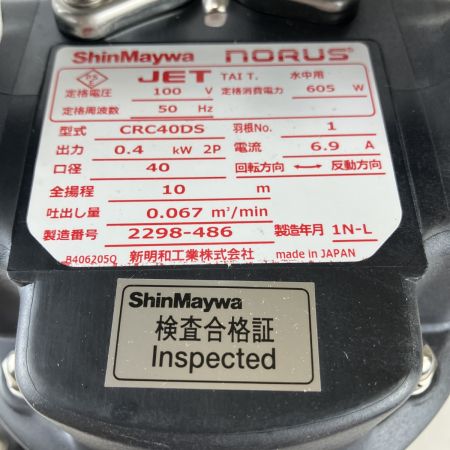 ShinMaywa NORUS®
PS E JET TAI T. 水中用
定格電圧 100 V 定格消費電力 605 W
定格周波数 50 Hz
型式 CRC40DS 羽根No. 1
出力 0.4 kW 2P 電流 6.9 A
口径 40 回転方向 ←→ 反動方向
全揚程 10 m
吐出し量 0.067 m³/min
製造番号 2298-486 製造年月 1N-L
B406205Q 新明和工業株式会社 made in JAPAN
ShinMaywa
検査合格証
Inspected